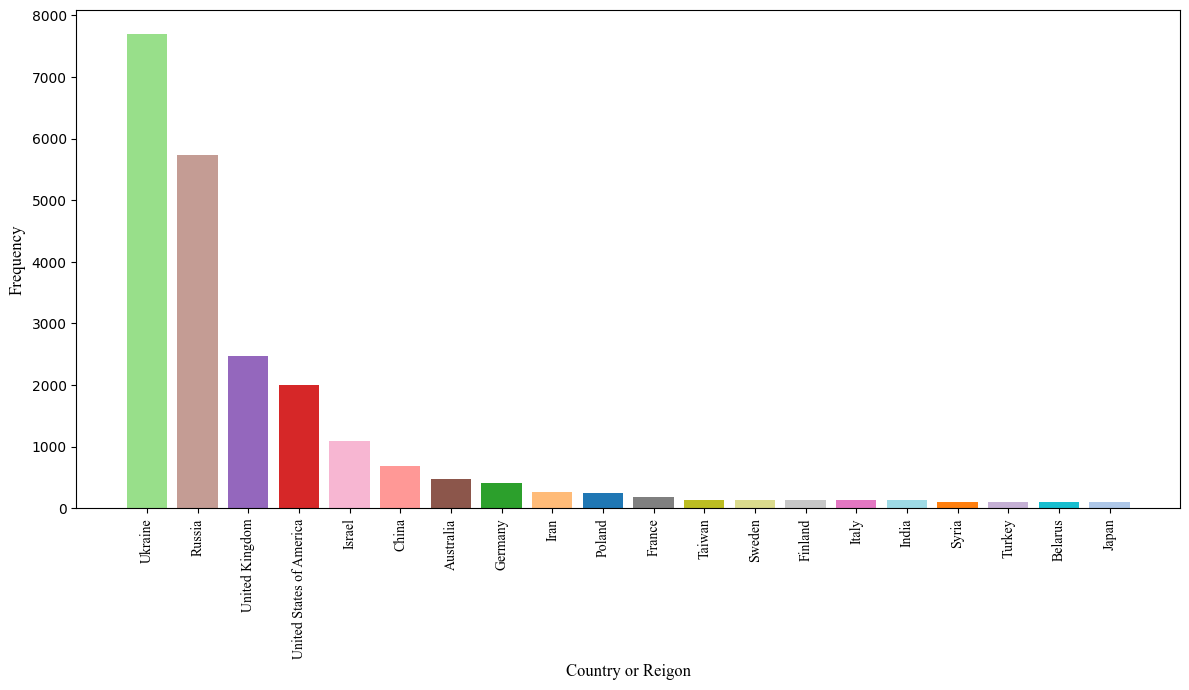 8000
7000
6000
5000
4000
3000
2000
1000
0
Frequency
Ukraine
Russia
United Kingdom
United States of America
Israel
China
Australia
Germany
Iran
Poland
France
Taiwan
Sweden
Finland
Italy
India
Syria
Turkey
Belarus
Japan
Country or Reigon